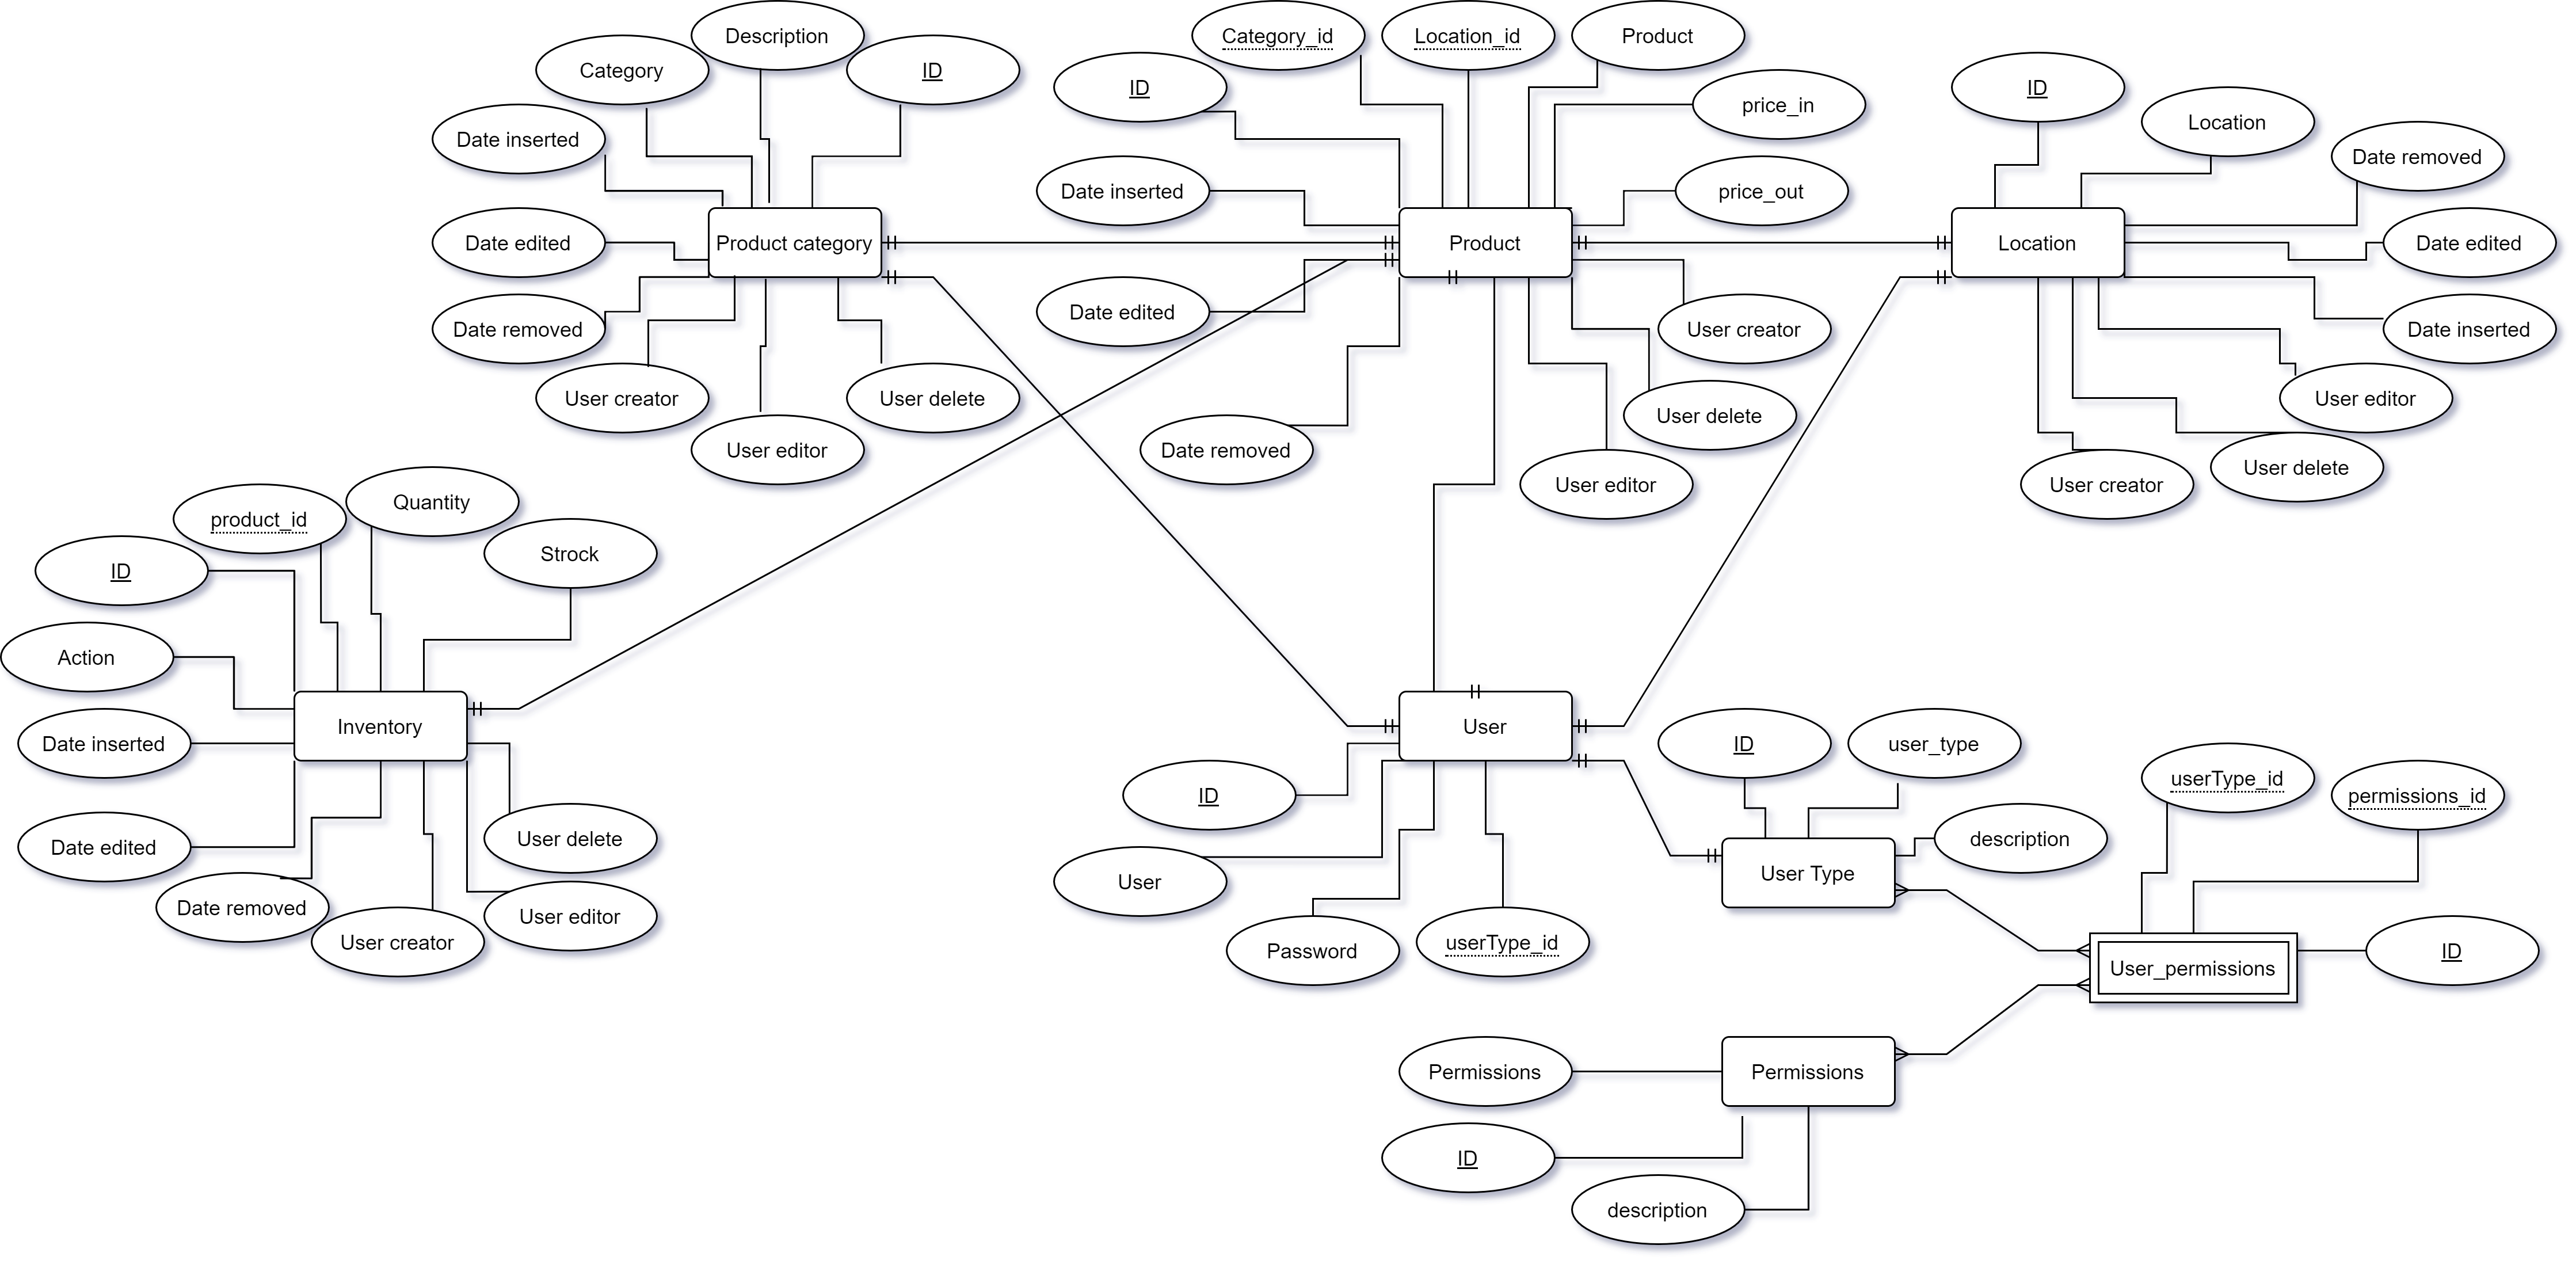 Description
Category
ID
Date inserted
Date edited
Product category
Date removed
User creator
User editor
User delete
Category_id
Location_id
Product
ID
price_in
Date inserted
price_out
Product
Date edited
User creator
User delete
Date removed
User editor
ID
Location
Date removed
Location
Date edited
Date inserted
User editor
User delete
User creator
Quantity
product_id
Strock
ID
Action
Inventory
Date inserted
User delete
Date edited
Date removed
User editor
User creator
User
ID
User
Password
userType_id
ID
user_type
description
User Type
userType_id
permissions_id
ID
User_permissions
Permissions
Permissions
ID
description